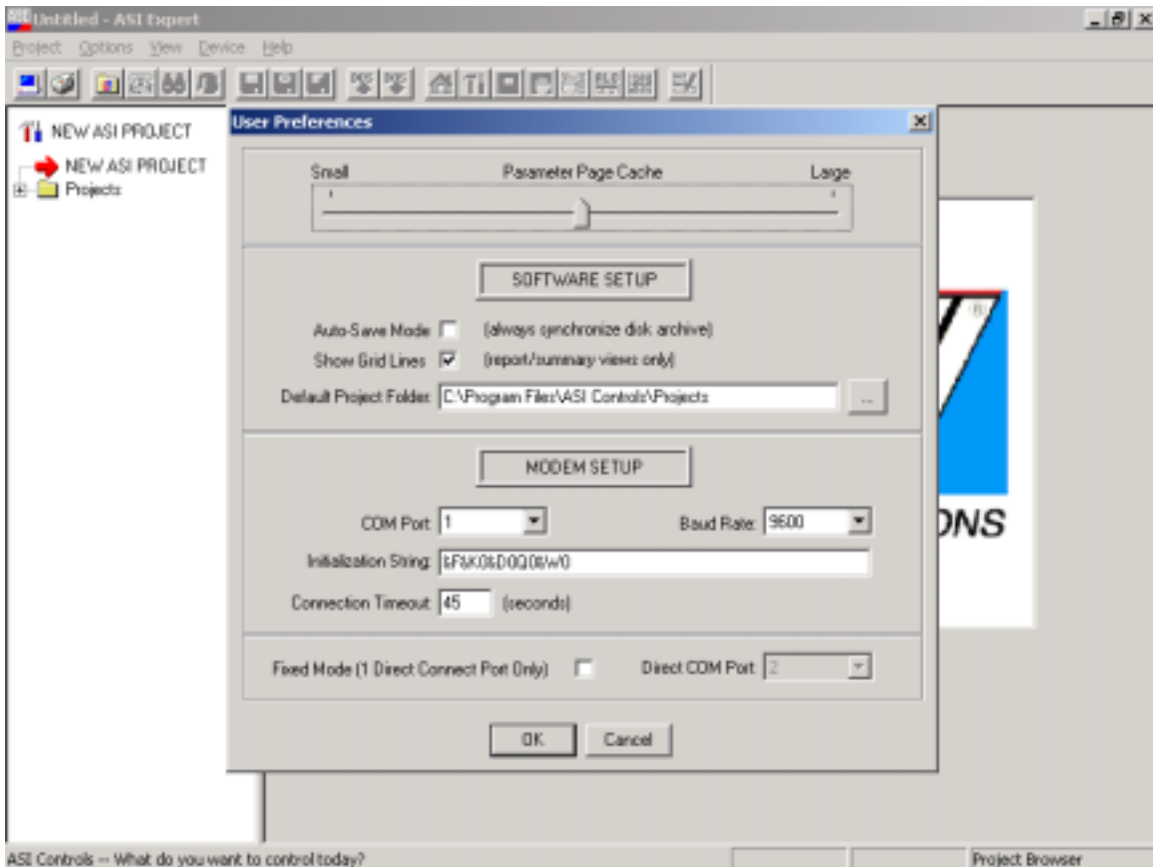 Untitled - ASI Expert
Project Options View Device Help
NEW ASI PROJECT
NEW ASI PROJECT
Projects
User Preferences
Small Parameter Page Cache Large
SOFTWARE SETUP
Auto-Save Mode (always synchronize disk archive)
Show Grid Lines (report/summary views only)
Default Project Folder: C:\Program Files\ASI Controls\Projects ...
MODEM SETUP
COM Port: 1 Baud Rate: 9600
Initialization String: &F&K0&D0Q0&W0
Connection Timeout: 45 (seconds)
Fixed Mode (1 Direct Connect Port Only) Direct COM Port: 2
OK Cancel
®
ONS
ASI Controls -- What do you want to control today? Project Browser